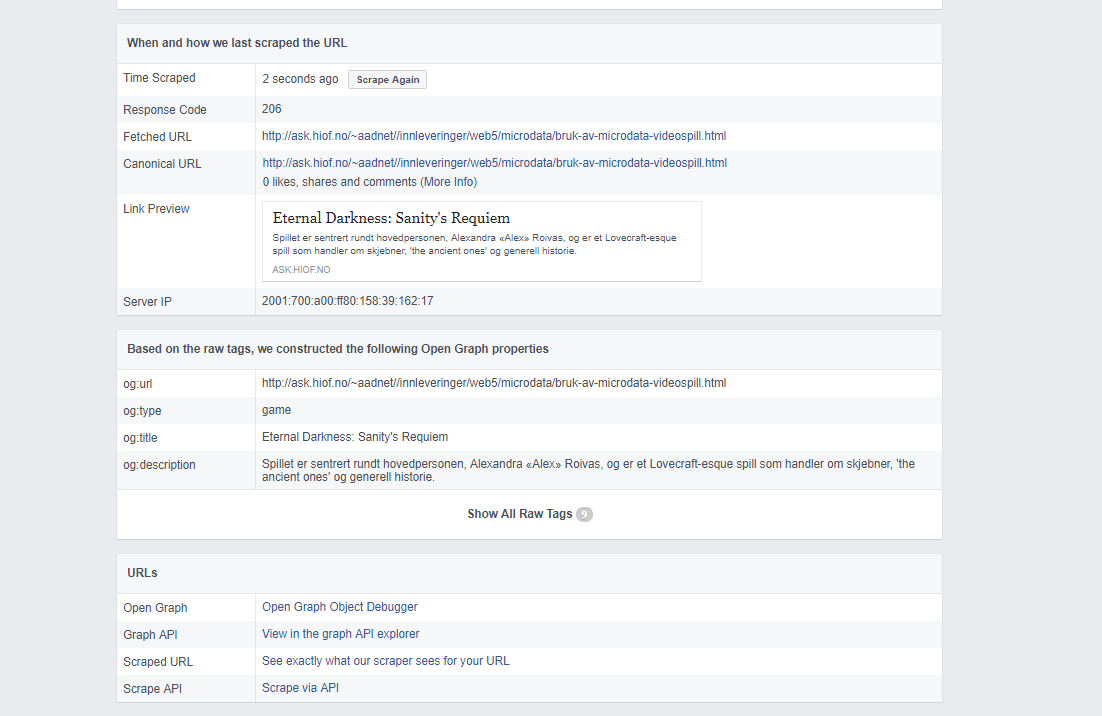 When and how we last scraped the URL
Time Scraped 2 seconds ago Scrape Again
Response Code 206
Fetched URL http://ask.hiof.no/~aadnet//innleveringer/web5/microdata/bruk-av-microdata-videospill.html
Canonical URL http://ask.hiof.no/~aadnet//innleveringer/web5/microdata/bruk-av-microdata-videospill.html
0 likes, shares and comments (More Info)
Link Preview
Eternal Darkness: Sanity's Requiem
Spillet er sentrert rundt hovedpersonen, Alexandra «Alex» Roivas, og er et Lovecraft-esque
spill som handler om skjebner, 'the ancient ones' og generell historie.
ASK.HIOF.NO
Server IP 2001:700:a00:ff80:158:39:162:17
Based on the raw tags, we constructed the following Open Graph properties
og:url http://ask.hiof.no/~aadnet//innleveringer/web5/microdata/bruk-av-microdata-videospill.html
og:type game
og:title Eternal Darkness: Sanity's Requiem
og:description Spillet er sentrert rundt hovedpersonen, Alexandra «Alex» Roivas, og er et Lovecraft-esque spill som handler om skjebner, 'the
ancient ones' og generell historie.
Show All Raw Tags 9
URLs
Open Graph Open Graph Object Debugger
Graph API View in the graph API explorer
Scraped URL See exactly what our scraper sees for your URL
Scrape API Scrape via API